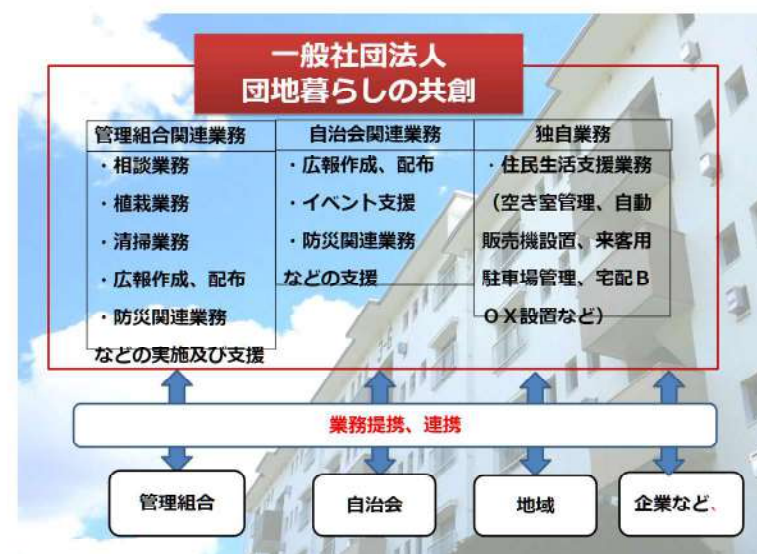 一般社団法人
団地暮らしの共創
管理組合関連業務
・相談業務
・植栽業務
・清掃業務
・広報作成、配布
・防災関連業務
などの実施及び支援
自治会関連業務
・広報作成、配布
・イベント支援
・防災関連業務
などの支援
独自業務
・住民生活支援業務
（空き室管理、自動
販売機設置、来客用
駐車場管理、宅配Ｂ
ＯＸ設置など）
業務提携、連携
管理組合
自治会
地域
企業など、